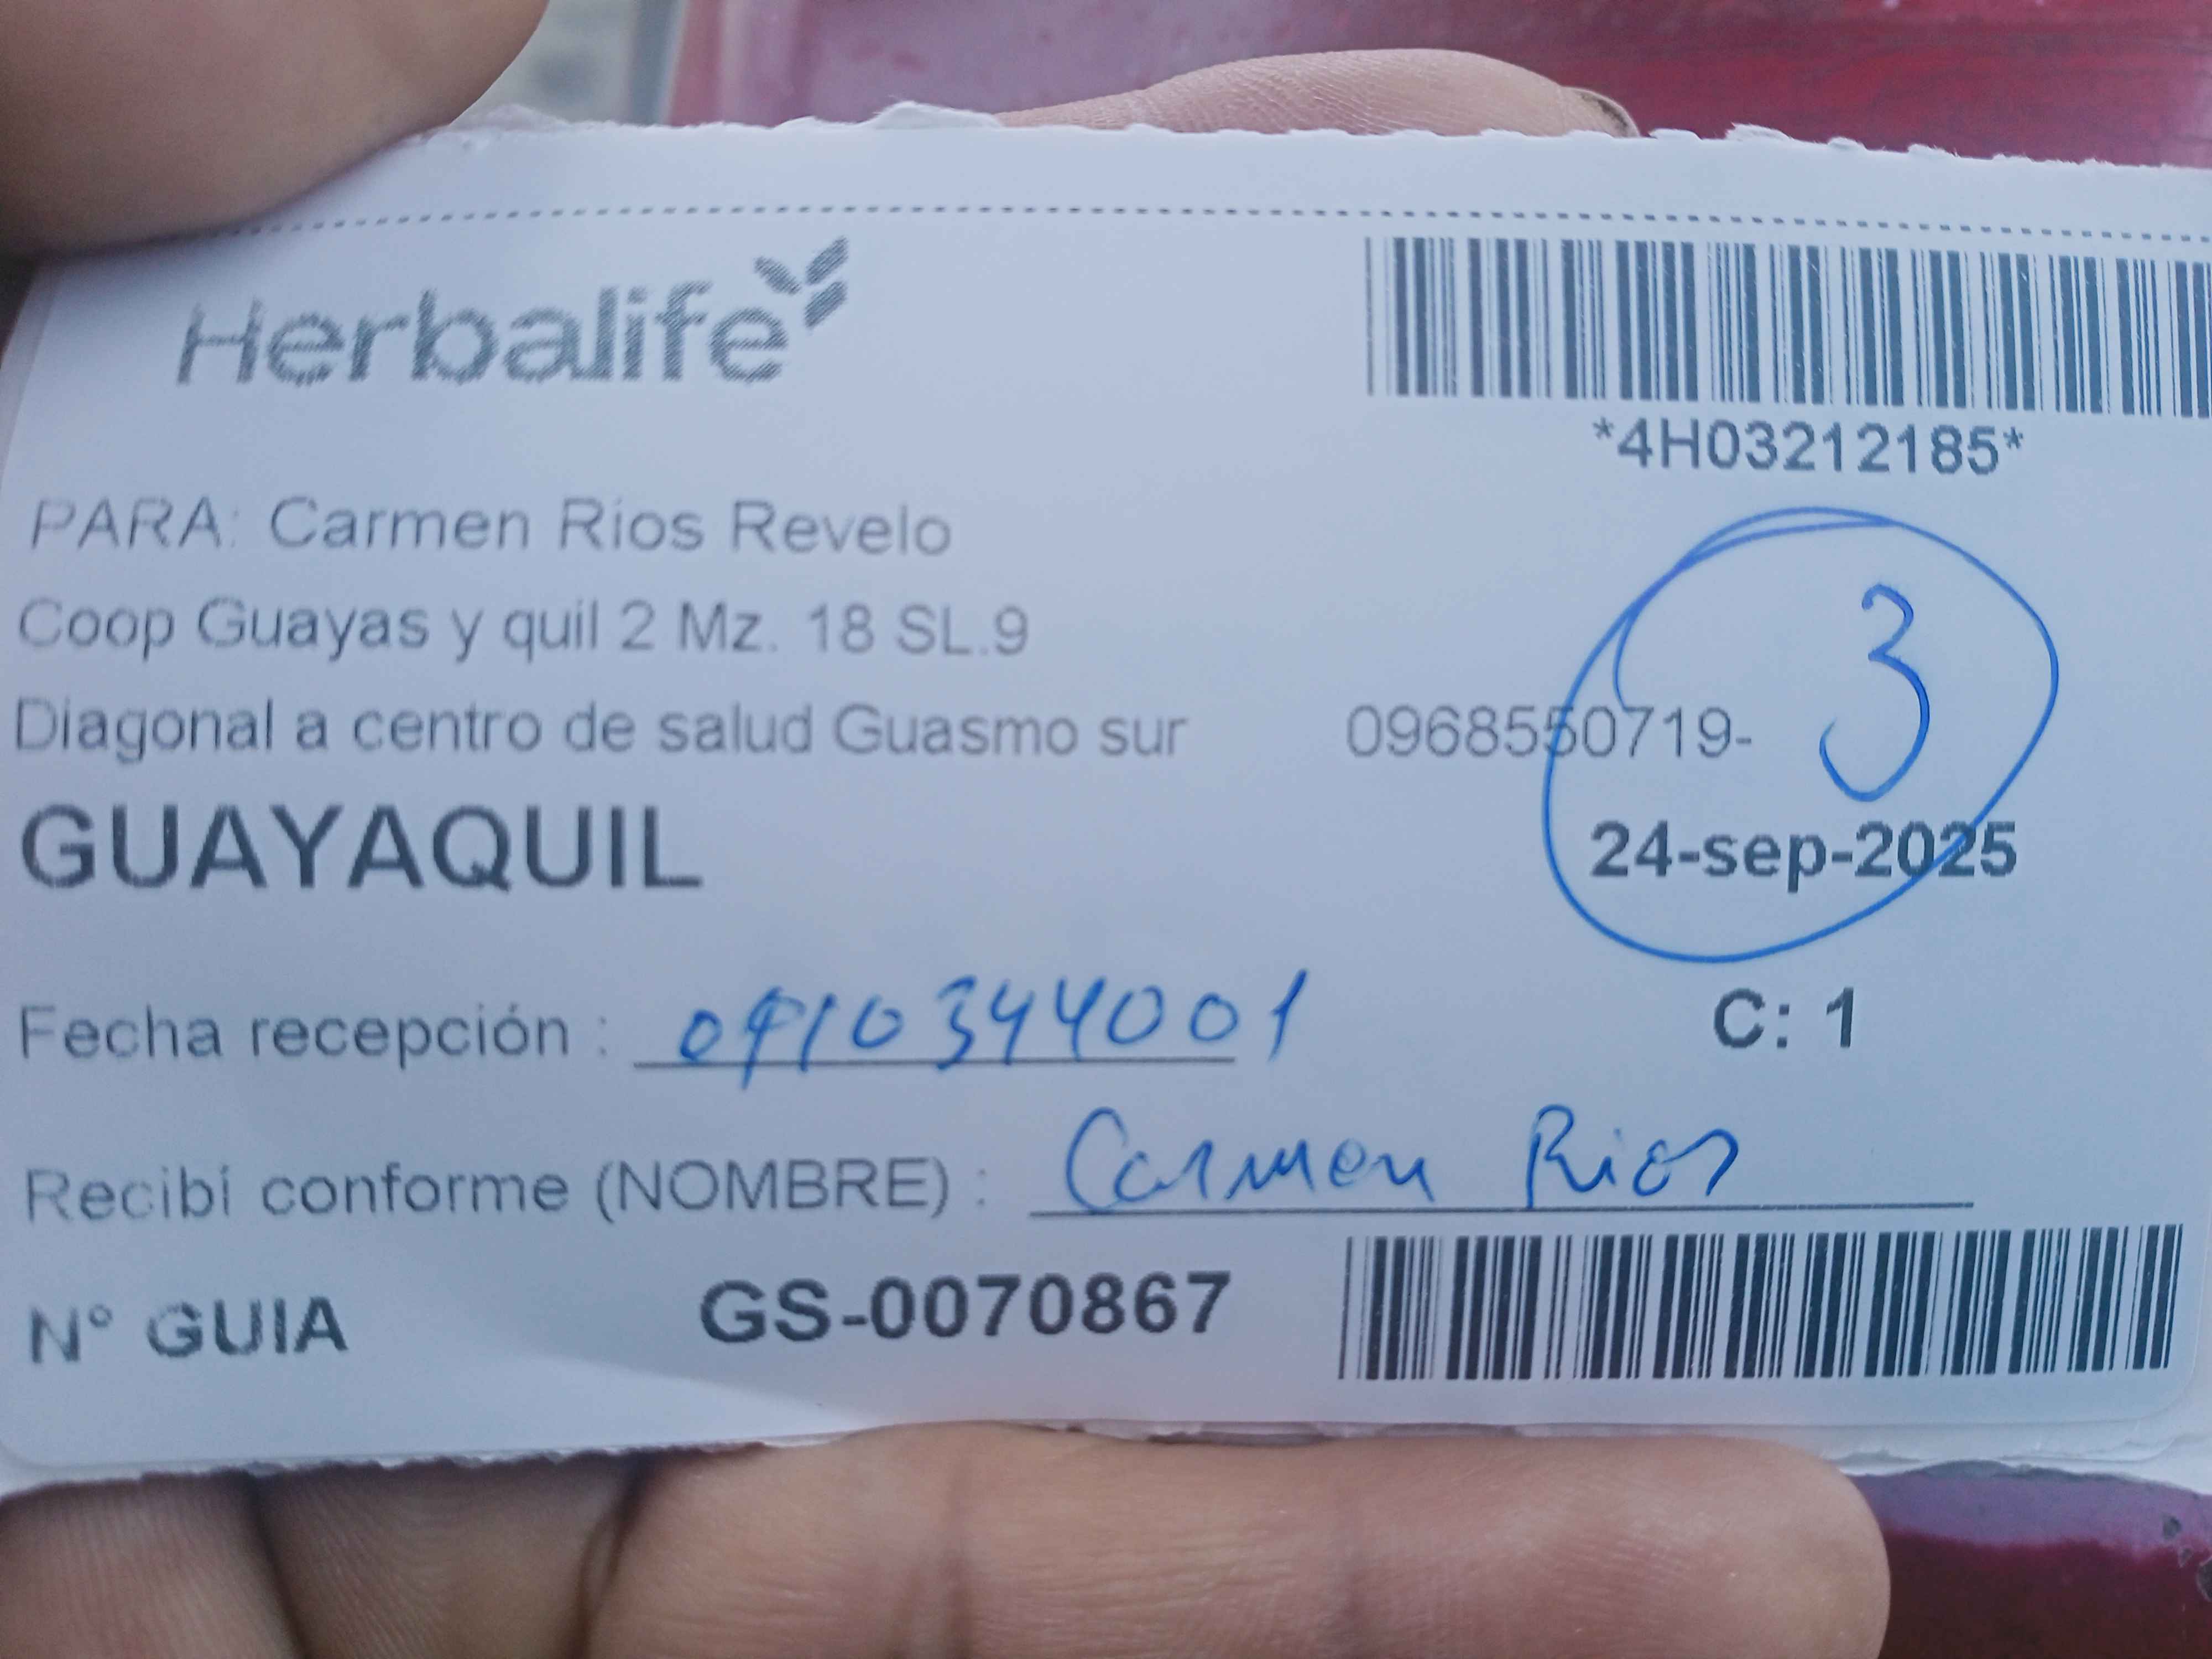 Herbalife
*4H03212185*
PARA: Carmen Rios Revelo
Coop Guayas y quil 2 Mz. 18 SL.9
3
Diagonal a centro de salud Guasmo sur 0968550719-
GUAYAQUIL 24-sep-2025
Fecha recepción : 0910344001 C: 1
Recibí conforme (NOMBRE) : Carmen Rios
N° GUIA GS-0070867